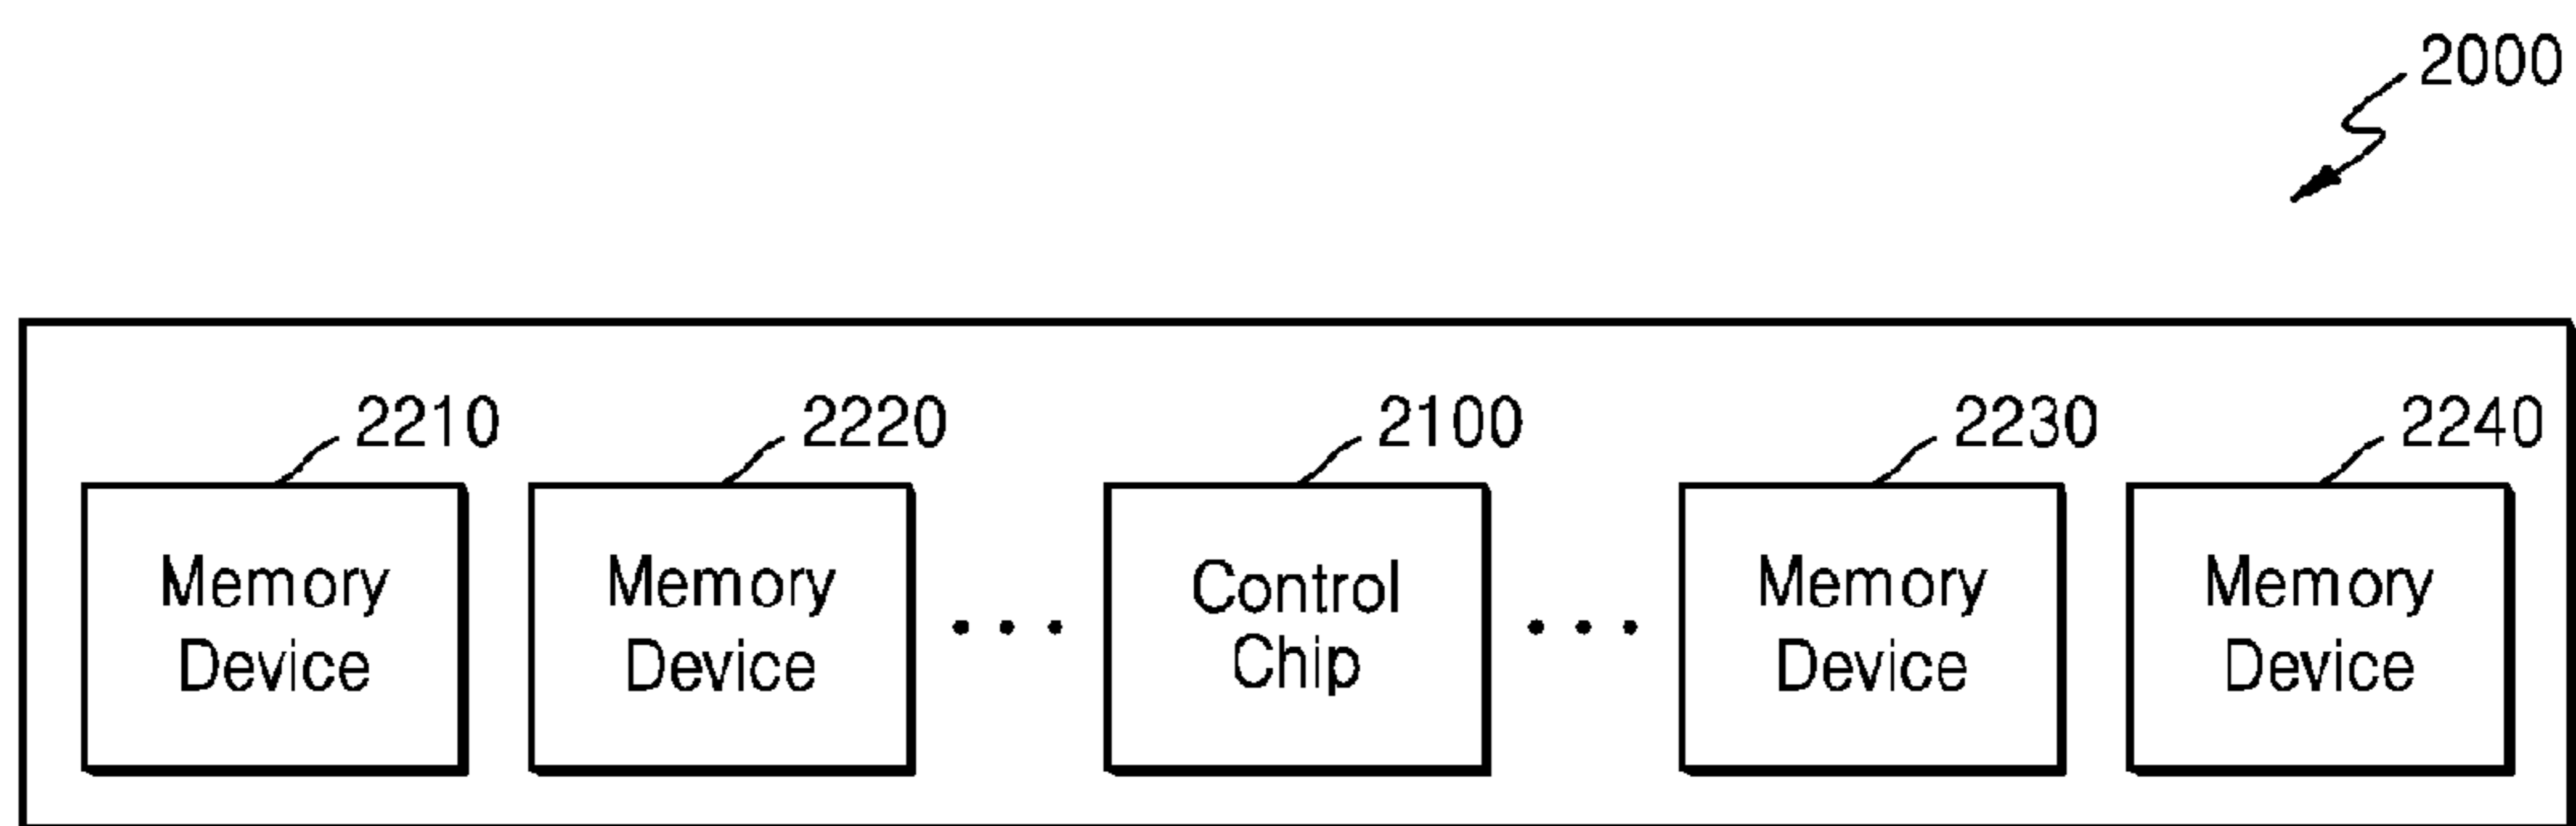 2000
2210
2220
2100
2230
2240
Memory
Device
Memory
Device
• • •
Control
Chip
• • •
Memory
Device
Memory
Device